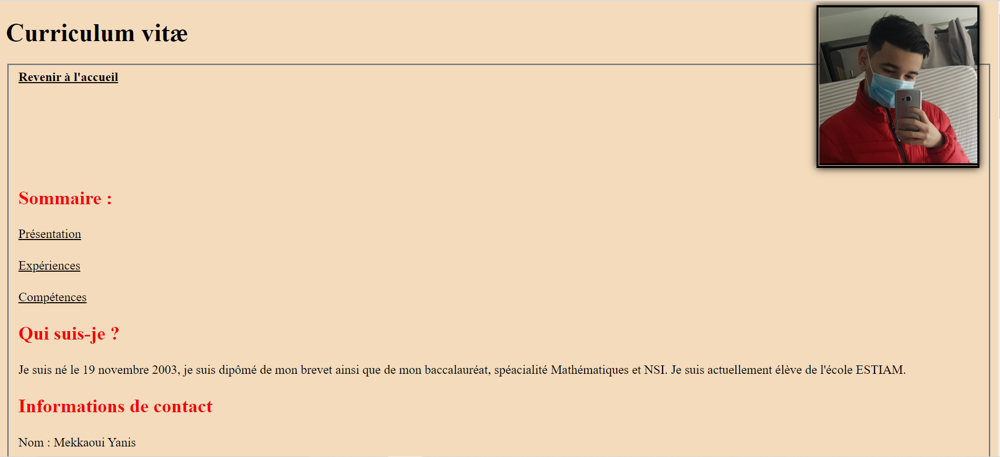 Curriculum vitæ
Revenir à l'accueil
Sommaire :
Présentation
Expériences
Compétences
Qui suis-je ?
Je suis né le 19 novembre 2003, je suis dipômé de mon brevet ainsi que de mon baccalauréat, spéacialité Mathématiques et NSI. Je suis actuellement élève de l'école ESTIAM.
Informations de contact
Nom : Mekkaoui Yanis